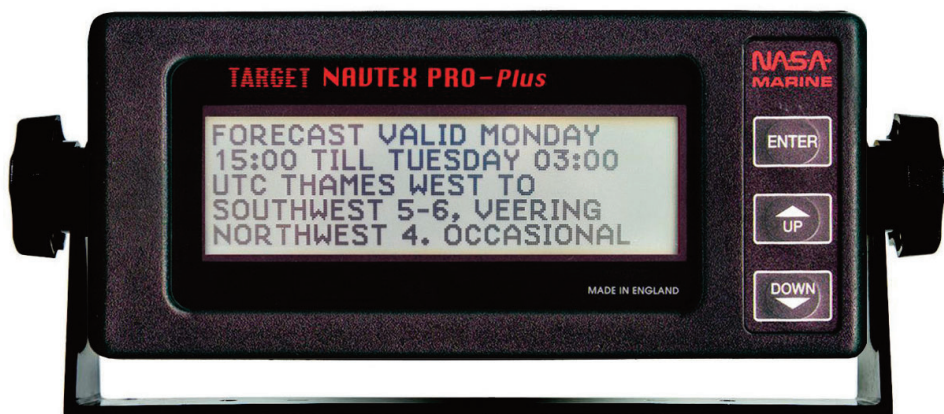 TARGET NAVTEX PRO-Plus
FORECAST VALID MONDAY
15:00 TILL TUESDAY 03:00
UTC THAMES WEST TO
SOUTHWEST 5-6, VEERING
NORTHWEST 4. OCCASIONAL
MADE IN ENGLAND
NASA
MARINE
ENTER
UP
DOWN